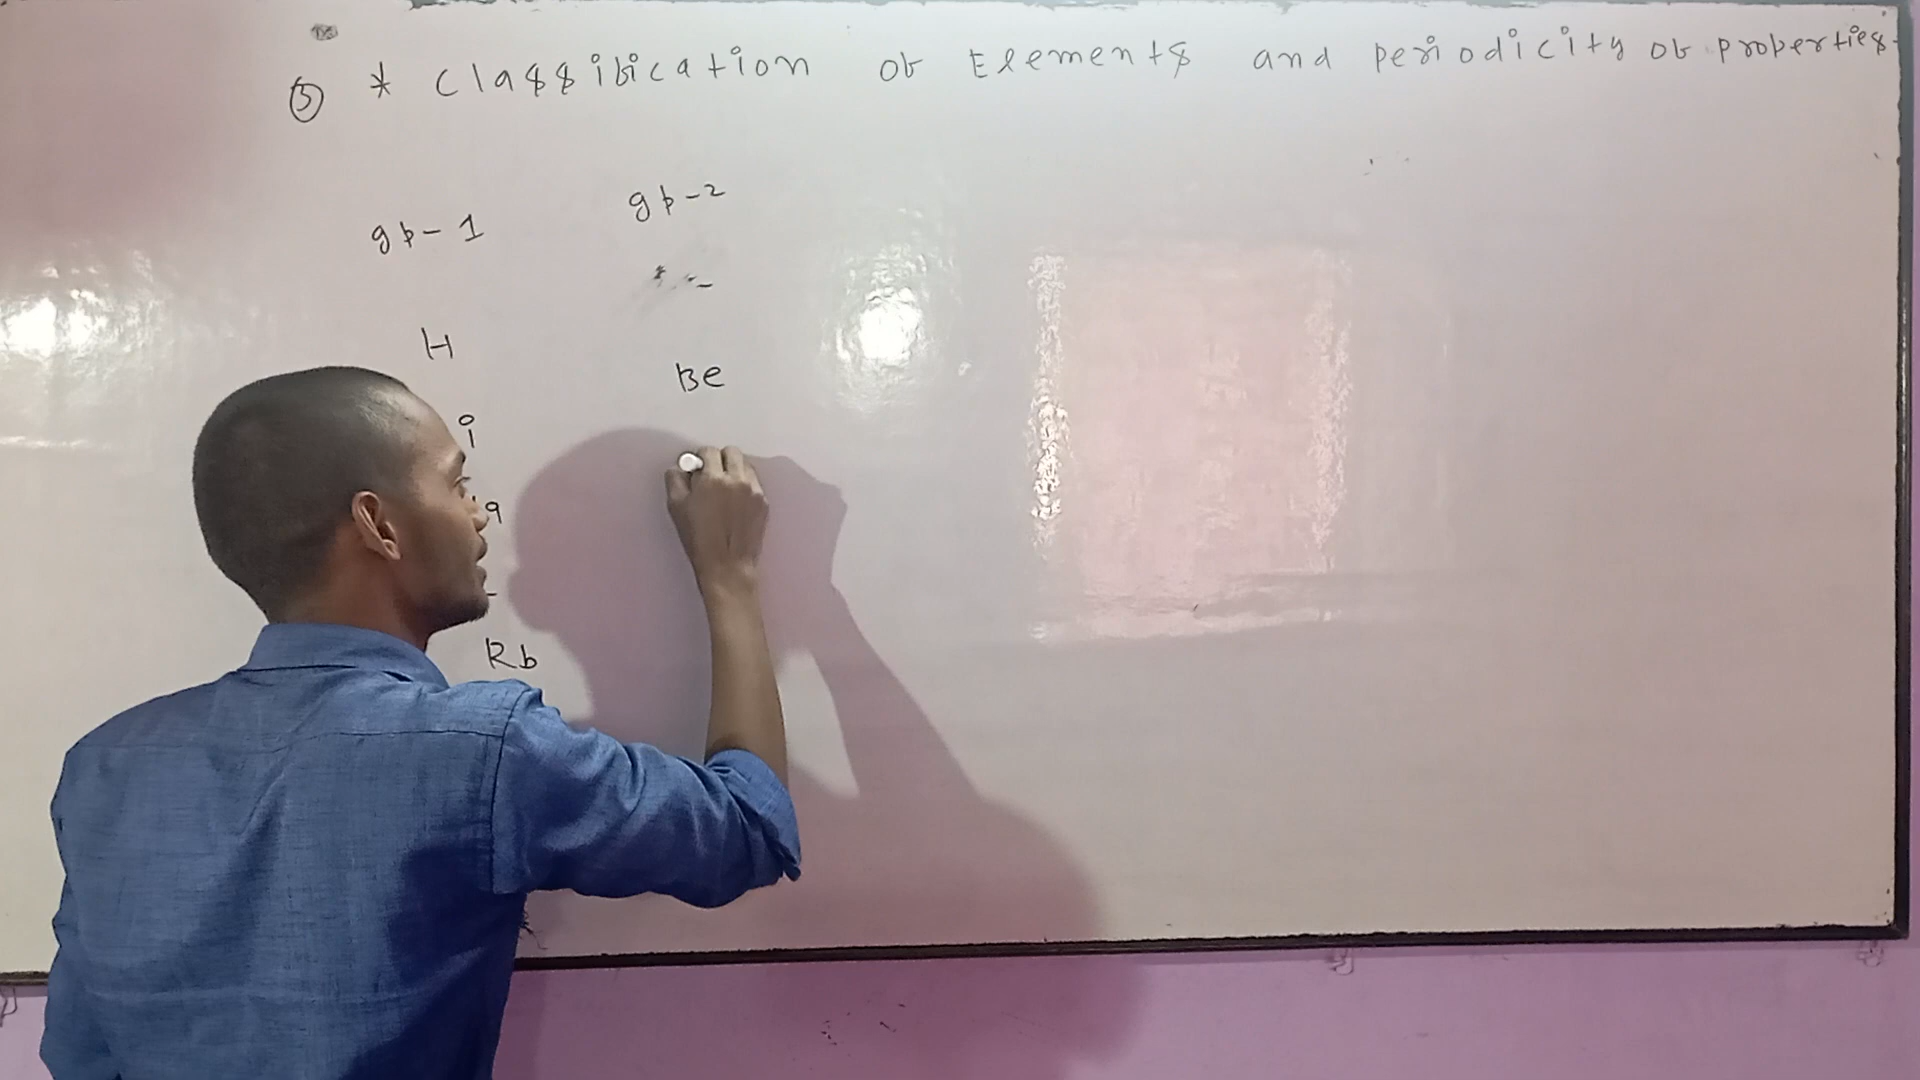 ⑤ * Classification of Elements and periodicity of properties.
gp-1 gp-2
H
Be
i
a
Rb